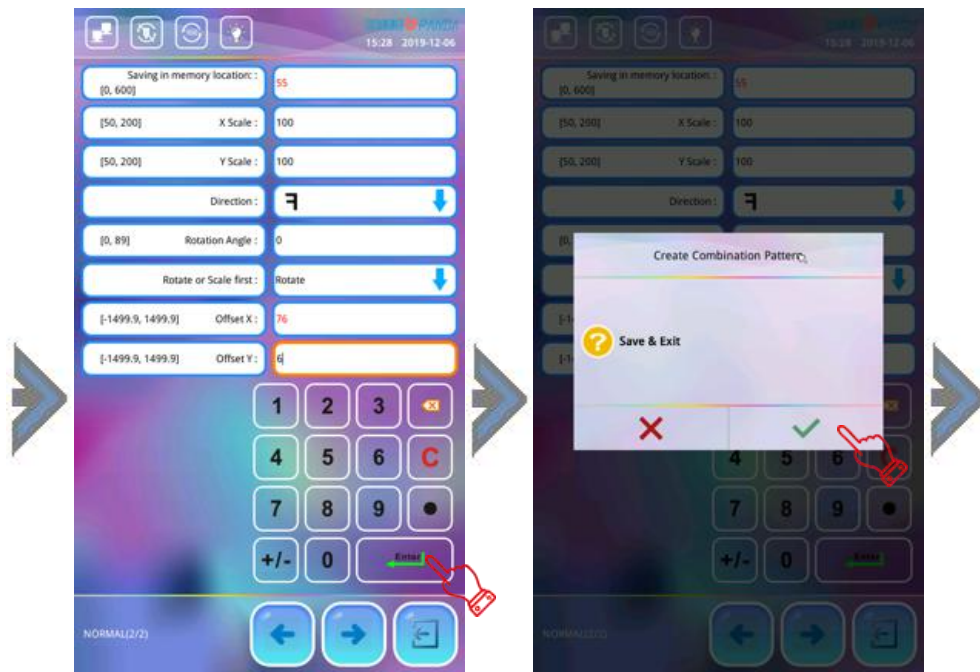 PANDA
15:28 2019-12-06
Saving in memory location: :
[0, 600]
55
[50, 200] X Scale : 100
[50, 200] Y Scale : 100
Direction :
[0, 89] Rotation Angle : 0
Rotate or Scale first : Rotate
[-1499.9, 1499.9] Offset X : 76
[-1499.9, 1499.9] Offset Y : 6
1 2 3
4 5 6 C
7 8 9
+/- 0 Enter
NORMAL(2/2)
PANDA
15:28 2019-12-06
Saving in memory location: :
[0, 600]
55
[50, 200] X Scale : 100
[50, 200] Y Scale : 100
Direction :
Create Combination Pattern
Save & Exit
4 5 6
7 8 9
+/- 0 Enter
NORMAL(2/2)